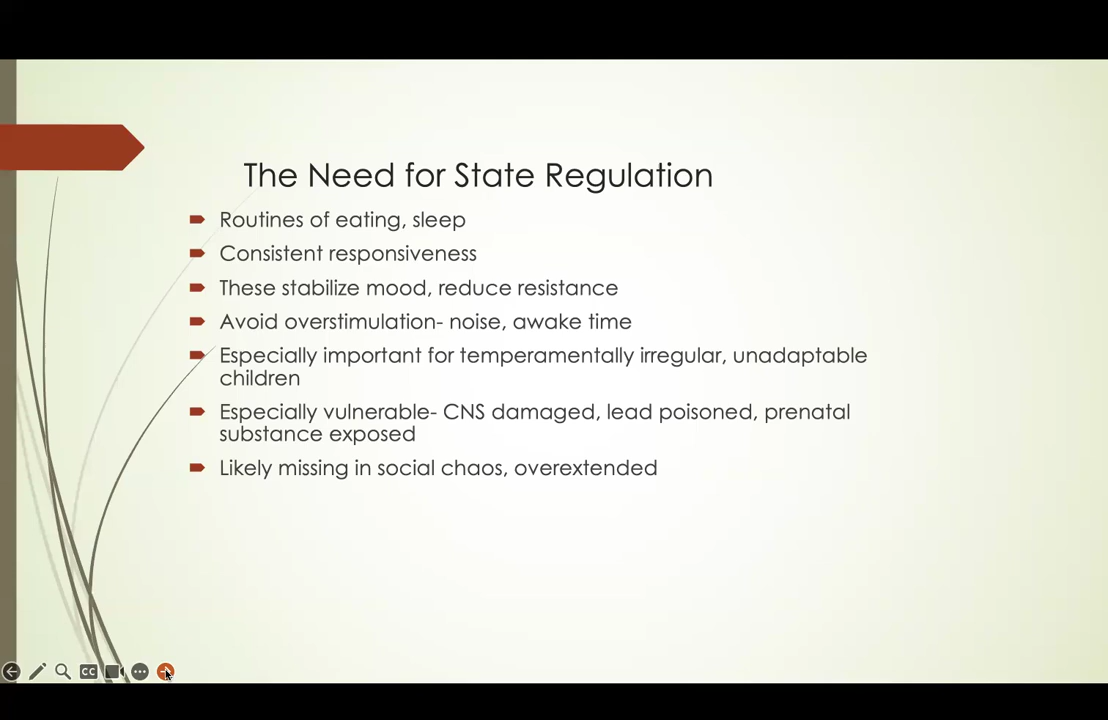 The Need for State Regulation
Routines of eating, sleep
Consistent responsiveness
These stabilize mood, reduce resistance
Avoid overstimulation- noise, awake time
Especially important for temperamentally irregular, unadaptable
children
Especially vulnerable- CNS damaged, lead poisoned, prenatal
substance exposed
Likely missing in social chaos, overextended
CC